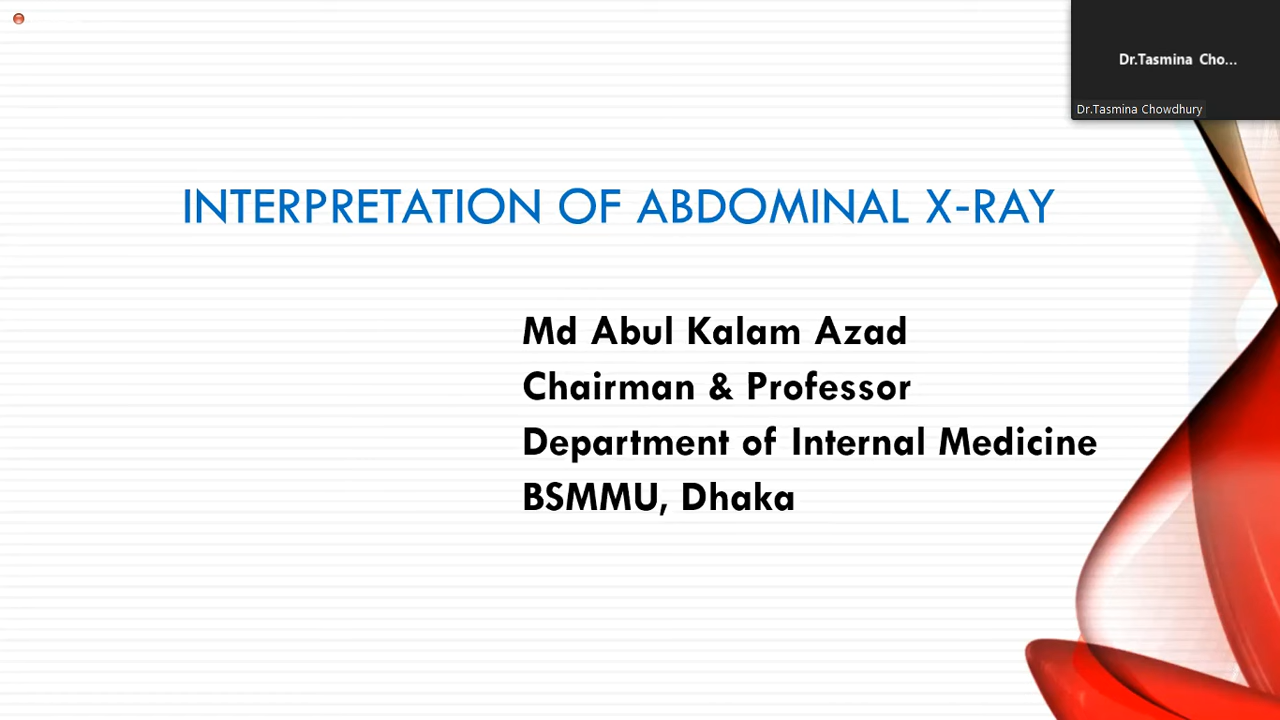 Dr.Tasmina Cho...
Dr.Tasmina Chowdhury
INTERPRETATION OF ABDOMINAL X-RAY
Md Abul Kalam Azad
Chairman & Professor
Department of Internal Medicine
BSMMU, Dhaka